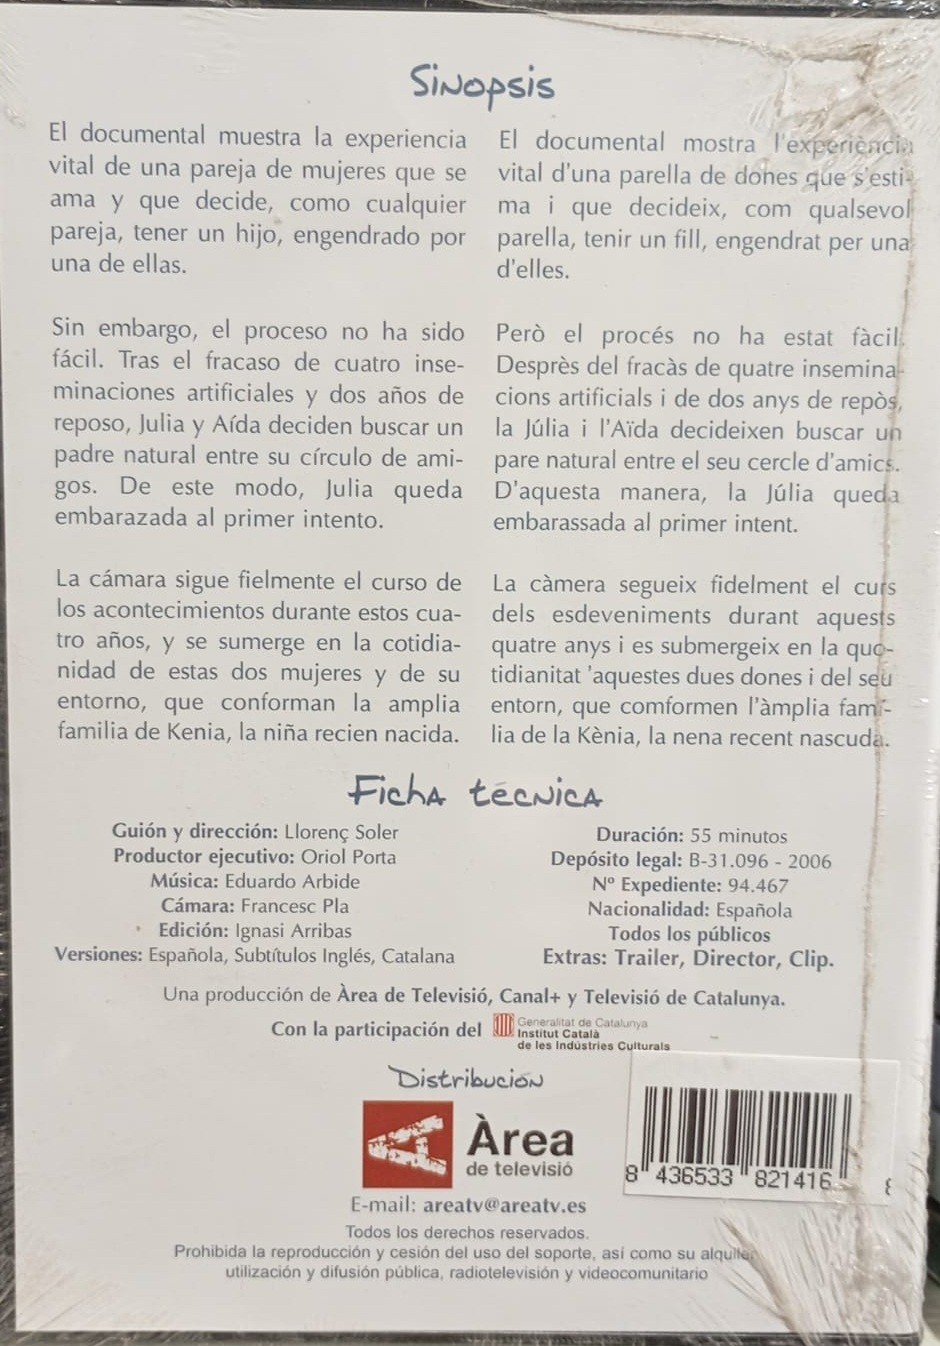 Sinopsis
El documental muestra la experiencia
vital de una pareja de mujeres que se
ama y que decide, como cualquier
pareja, tener un hijo, engendrado por
una de ellas.
Sin embargo, el proceso no ha sido
fácil. Tras el fracaso de cuatro inse-
minaciones artificiales y dos años de
reposo, Julia y Aída deciden buscar un
padre natural entre su círculo de ami-
gos. De este modo, Julia queda
embarazada al primer intento.
La cámara sigue fielmente el curso de
los acontecimientos durante estos cua-
tro años, y se sumerge en la cotidia-
nidad de estas dos mujeres y de su
entorno, que conforman la amplia
familia de Kenia, la niña recien nacida.
El documental mostra l'experiència
vital d'una parella de dones que s'esti-
ma i que decideix, com qualsevol
parella, tenir un fill, engendrat per una
d'elles.
Però el procés no ha estat fàcil.
Desprès del fracàs de quatre insemina-
cions artificials i de dos anys de repòs,
la Júlia i l'Aïda decideixen buscar un
pare natural entre el seu cercle d'amics.
D'aquesta manera, la Júlia queda
embarassada al primer intent.
La càmera segueix fidelment el curs
dels esdeveniments durant aquests
quatre anys i es submergeix en la quo-
tidianitat 'aquestes dues dones i del seu
entorn, que comformen l'àmplia famí-
lia de la Kènia, la nena recent nascuda.
Ficha técnica
Guión y dirección: Llorenç Soler
Productor ejecutivo: Oriol Porta
Música: Eduardo Arbide
Cámara: Francesc Pla
Edición: Ignasi Arribas
Versiones: Española, Subtítulos Inglés, Catalana
Duración: 55 minutos
Depósito legal: B-31.096 - 2006
Nº Expediente: 94.467
Nacionalidad: Española
Todos los públicos
Extras: Trailer, Director, Clip.
Una producción de Àrea de Televisió, Canal+ y Televisió de Catalunya.
Con la participación del
Generalitat de Catalunya
Institut Català
de les Indústries Culturals
Distribución
Àrea
de televisió
E-mail: areatv@areatv.es
8 436533 821416
8
Todos los derechos reservados.
Prohibida la reproducción y cesión del uso del soporte, así como su alquiler
utilización y difusión pública, radiotelevisión y videocomunitario